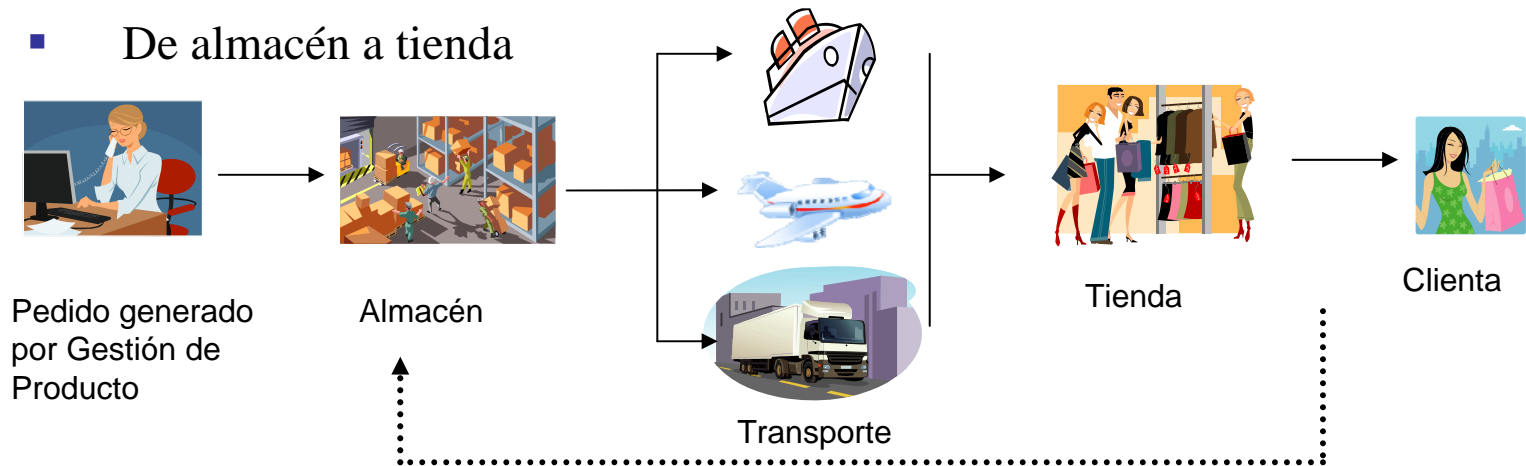 ▪ De almacén a tienda
Pedido generado
por Gestión de
Producto
Almacén
Transporte
Tienda
Clienta